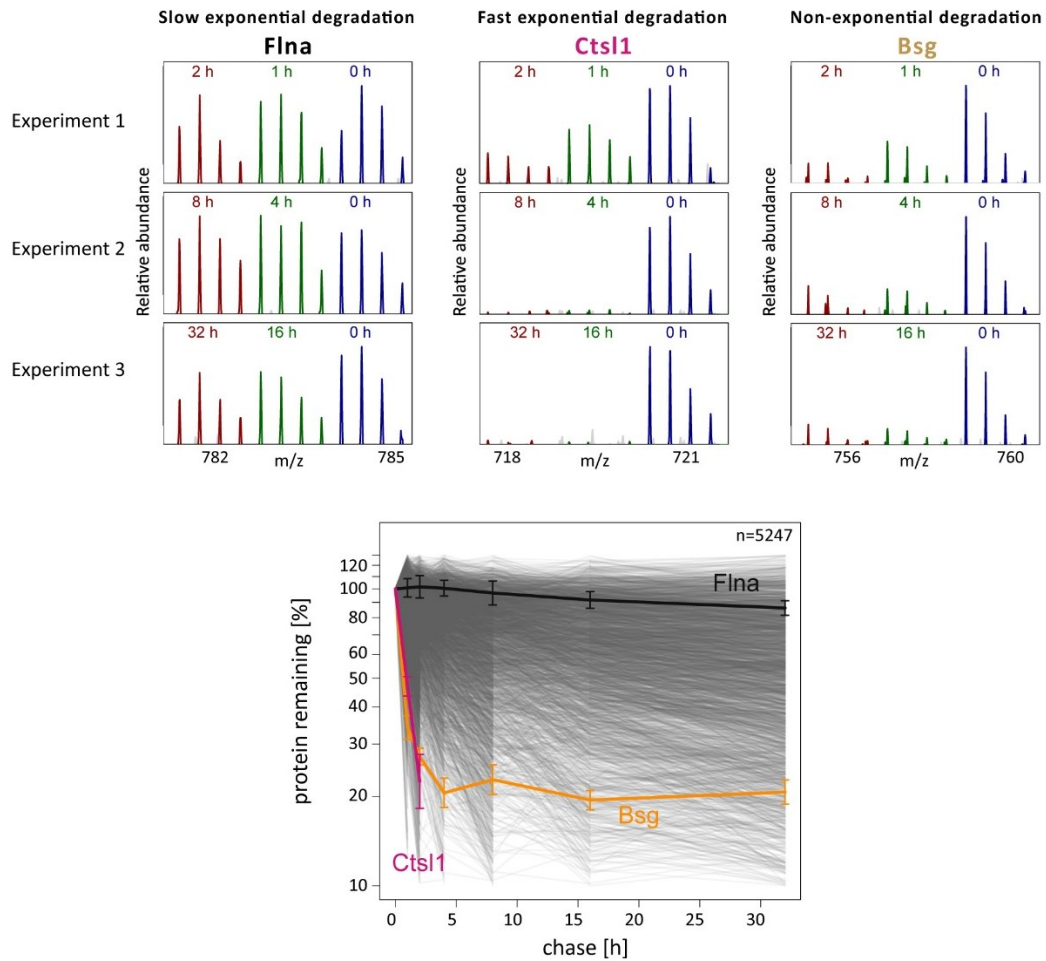 Slow exponential degradation
Fast exponential degradation
Non-exponential degradation
Flna
Ctsl1
Bsg
Experiment 1
Experiment 2
Experiment 3
2 h 1 h 0 h
2 h 1 h 0 h
2 h 1 h 0 h
8 h 4 h 0 h
8 h 4 h 0 h
8 h 4 h 0 h
32 h 16 h 0 h
32 h 16 h 0 h
32 h 16 h 0 h
Relative abundance
Relative abundance
Relative abundance
782 m/z 785
718 m/z 721
756 m/z 760
n=5247
Flna
Bsg
Ctsl1
protein remaining [%]
120
100
80
60
50
40
30
20
10
0 5 10 15 20 25 30
chase [h]